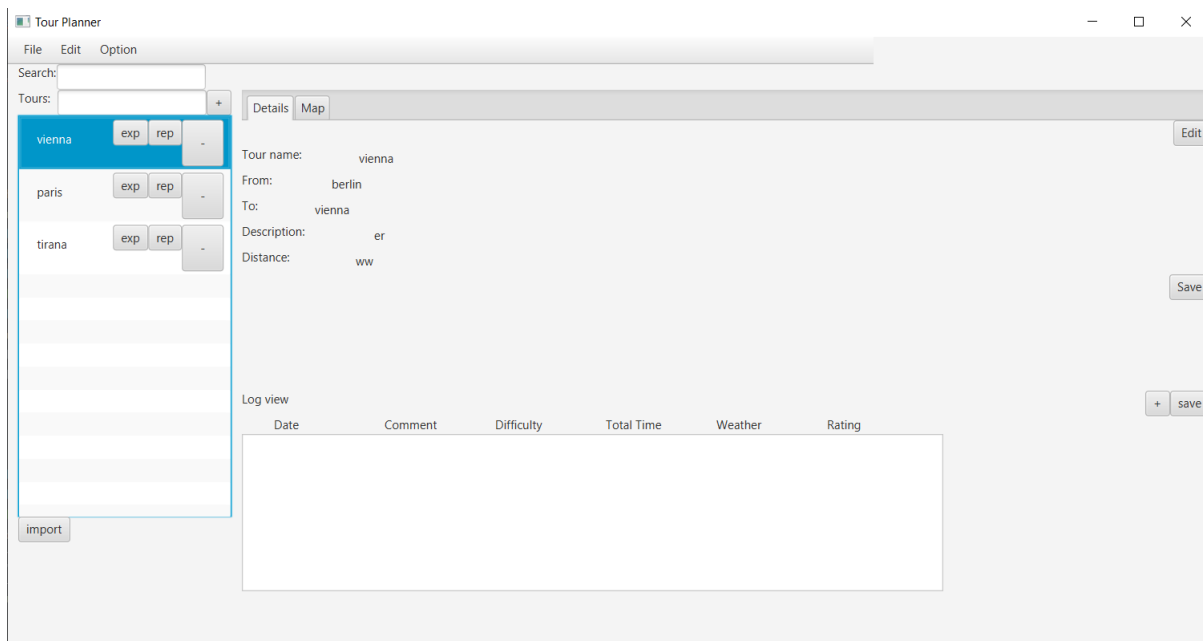 Tour Planner
File Edit Option
Search:
Tours: +
Details Map
vienna exp rep -
paris exp rep -
tirana exp rep -
import
Edit
Tour name: vienna
From: berlin
To: vienna
Description: er
Distance: ww
Save
Log view + save
Date Comment Difficulty Total Time Weather Rating